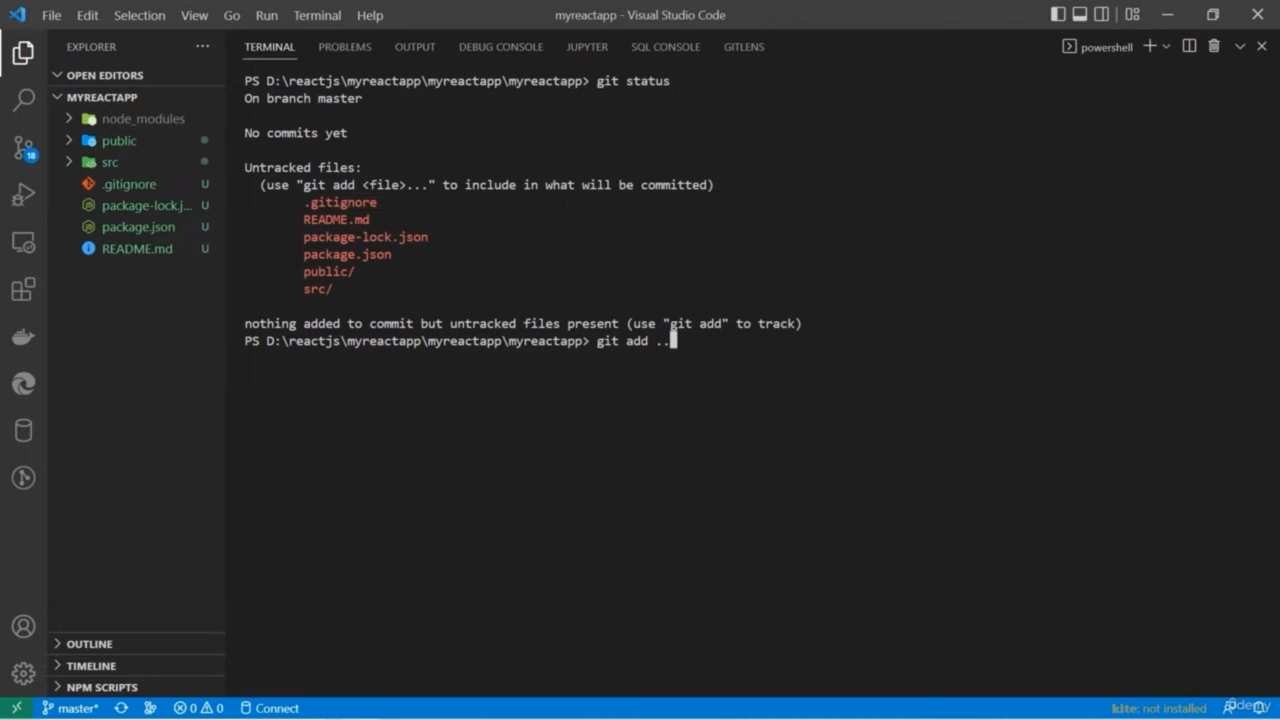 File Edit Selection View Go Run Terminal Help myreactapp - Visual Studio Code
EXPLORER
OPEN EDITORS
MYREACTAPP
node_modules
public
src
.gitignore U
package-lock.j... U
package.json U
README.md U
18
OUTLINE
TIMELINE
NPM SCRIPTS
TERMINAL PROBLEMS OUTPUT DEBUG CONSOLE JUPYTER SQL CONSOLE GITLENS powershell
PS D:\reactjs\myreactapp\myreactapp\myreactapp> git status
On branch master
No commits yet
Untracked files:
(use "git add <file>..." to include in what will be committed)
.gitignore
README.md
package-lock.json
package.json
public/
src/
nothing added to commit but untracked files present (use "git add" to track)
PS D:\reactjs\myreactapp\myreactapp\myreactapp> git add ..
master* 0 0 Connect kite: not installed
Udemy